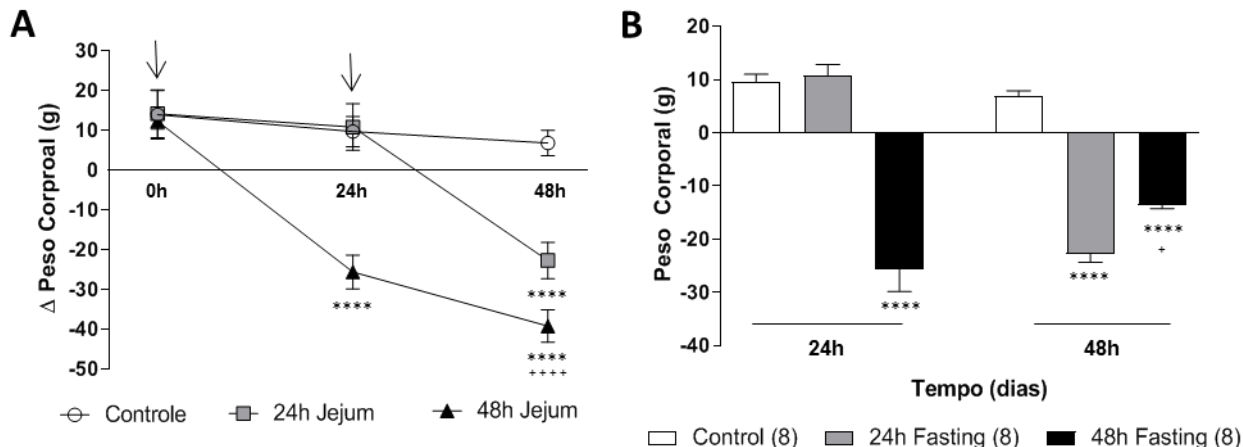 A
30
20
10
0
-10
-20
-30
-40
-50
Δ Peso Corproal (g)
0h
24h
48h
****
****
****
++++
Controle
24h Jejum
48h Jejum
B
20
10
0
-10
-20
-30
-40
Peso Corporal (g)
****
****
****
+
24h
48h
Tempo (dias)
Control (8)
24h Fasting (8)
48h Fasting (8)